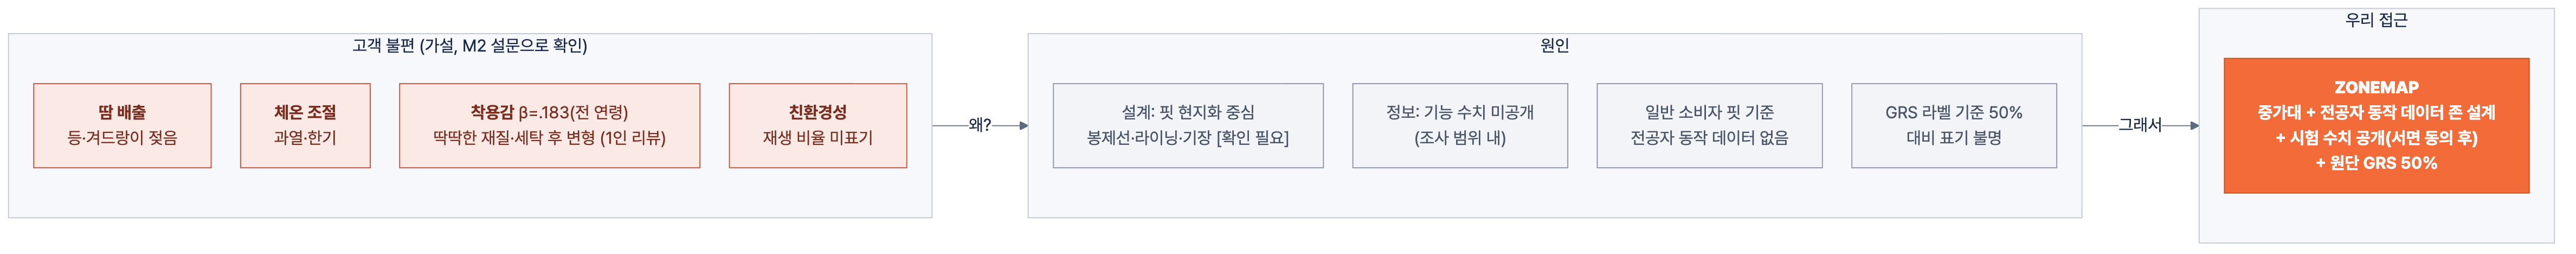 고객 불편 (가설, M2 설문으로 확인)
땀 배출
등·겨드랑이 젖음
체온 조절
과열·한기
착용감 β=.183(전 연령)
딱딱한 재질·세탁 후 변형 (1인 리뷰)
친환경성
재생 비율 미표기
왜?
원인
설계: 핏 현지화 중심
봉제선·라이닝·기장 [확인 필요]
정보: 기능 수치 미공개
(조사 범위 내)
일반 소비자 핏 기준
전공자 동작 데이터 없음
GRS 라벨 기준 50%
대비 표기 불명
그래서
우리 접근
ZONEMAP
중가대 + 전공자 동작 데이터 존 설계
+ 시험 수치 공개(서면 동의 후)
+ 원단 GRS 50%